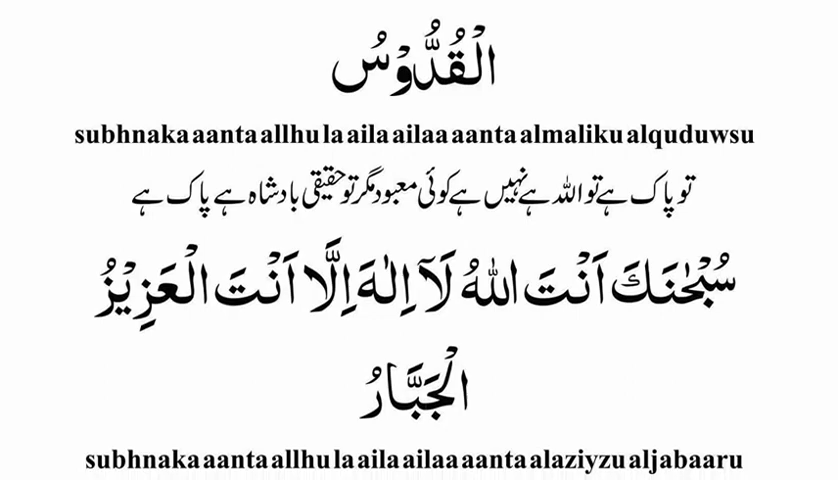 الْقُدُّوْسُ
subhnaka aanta allhu la aila ailaa aanta almaliku alquduwsu
تو پاک ہے تو اللہ ہے نہیں ہے کوئی معبود مگر تو حقیقی بادشاہ ہے پاک ہے
سُبْحٰنَكَ اَنْتَ اللهُ لَآ اِلٰهَ اِلَّا اَنْتَ الْعَزِيْزُ
الْجَبَّارُ
subhnaka aanta allhu la aila ailaa aanta alaziyzu aljabaaru